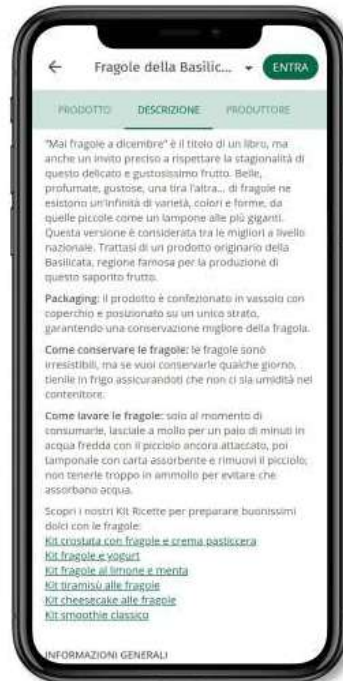 Fragole della Basilic... ENTRA
PRODOTTO DESCRIZIONE PRODUTTORE
"Mai fragole a dicembre" è il titolo di un libro, ma
anche un invito preciso a rispettare la stagionalità di
questo delicato e gustosissimo frutto. Belle,
profumate, gustose, una tira l'altra... di fragole ne
esistono un'infinità di varietà, colori e forme, da
quelle piccole come un lampone alle più giganti.
Questa versione è considerata tra le migliori a livello
nazionale. Trattasi di un prodotto originario della
Basilicata, regione famosa per la produzione di
questo saporito frutto.
Packaging: il prodotto è confezionato in vassoio con
coperchio e posizionato su un unico strato,
garantendo una conservazione migliore della fragola.
Come conservare le fragole: le fragole sono
irresistibili, ma se vuoi conservarle qualche giorno,
tienile in frigo assicurandoti che non ci sia umidità nel
contenitore.
Come lavare le fragole: solo al momento di
consumarle, lasciale a mollo per un paio di minuti in
acqua fredda con il picciolo ancora attaccato, poi
tamponale con carta assorbente e rimuovi il picciolo;
non tenerle troppo in ammollo per evitare che
assorbano acqua.
Scopri i nostri Kit Ricette per preparare buonissimi
dolci con le fragole:
Kit crostata con fragole e crema pasticcera
Kit fragole e yogurt
Kit fragole al limone e menta
Kit tiramisù alle fragole
Kit cheesecake alle fragole
Kit smoothie classico
INFORMAZIONI GENERALI